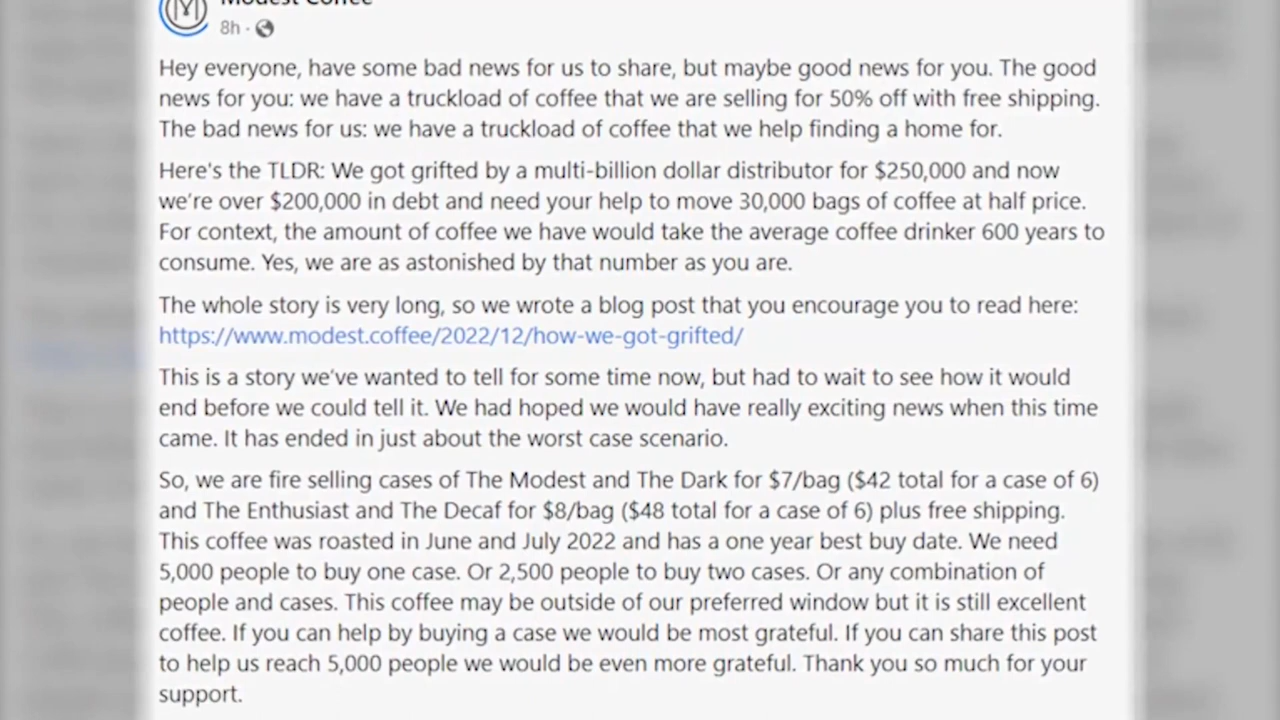 Modest Coffee
8h ·
Hey everyone, have some bad news for us to share, but maybe good news for you. The good
news for you: we have a truckload of coffee that we are selling for 50% off with free shipping.
The bad news for us: we have a truckload of coffee that we help finding a home for.
Here's the TLDR: We got grifted by a multi-billion dollar distributor for $250,000 and now
we're over $200,000 in debt and need your help to move 30,000 bags of coffee at half price.
For context, the amount of coffee we have would take the average coffee drinker 600 years to
consume. Yes, we are as astonished by that number as you are.
The whole story is very long, so we wrote a blog post that you encourage you to read here:
https://www.modest.coffee/2022/12/how-we-got-grifted/
This is a story we've wanted to tell for some time now, but had to wait to see how it would
end before we could tell it. We had hoped we would have really exciting news when this time
came. It has ended in just about the worst case scenario.
So, we are fire selling cases of The Modest and The Dark for $7/bag ($42 total for a case of 6)
and The Enthusiast and The Decaf for $8/bag ($48 total for a case of 6) plus free shipping.
This coffee was roasted in June and July 2022 and has a one year best buy date. We need
5,000 people to buy one case. Or 2,500 people to buy two cases. Or any combination of
people and cases. This coffee may be outside of our preferred window but it is still excellent
coffee. If you can help by buying a case we would be most grateful. If you can share this post
to help us reach 5,000 people we would be even more grateful. Thank you so much for your
support.